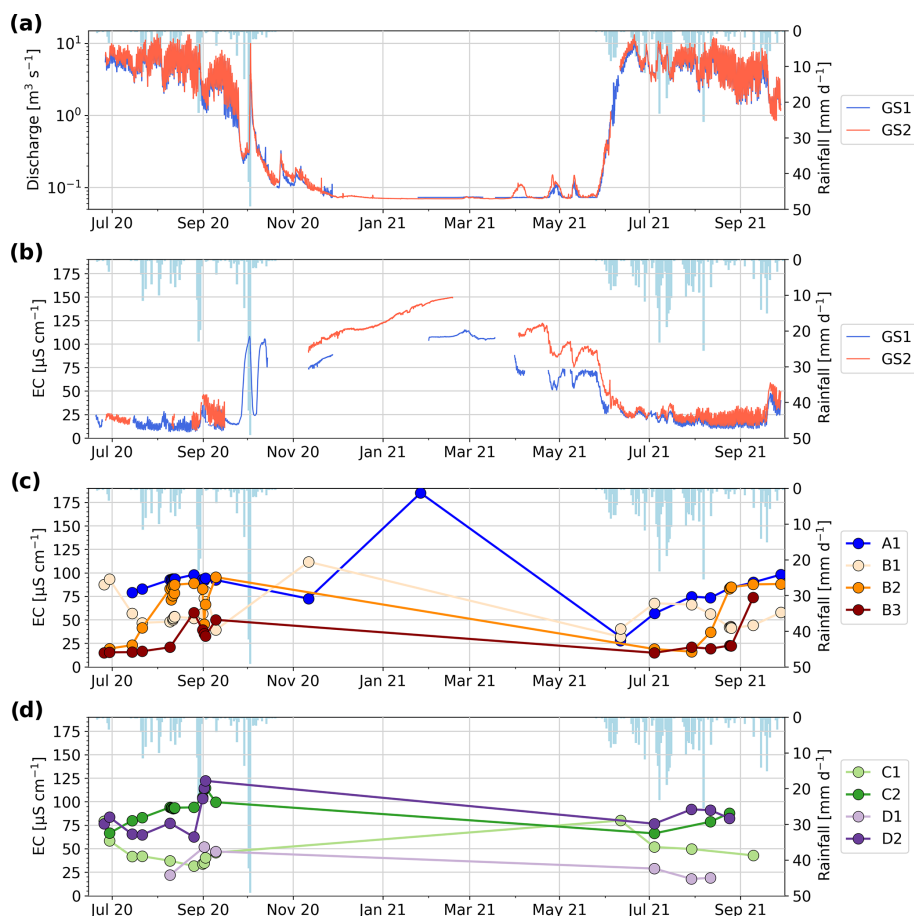 (a)
10¹
10⁰
10⁻¹
Discharge [m³ s⁻¹]
0
10
20
30
40
50
Rainfall [mm d⁻¹]
Jul 20
Sep 20
Nov 20
Jan 21
Mar 21
May 21
Jul 21
Sep 21
GS1
GS2
(b)
175
150
125
100
75
50
25
0
EC [µS cm⁻¹]
0
10
20
30
40
50
Rainfall [mm d⁻¹]
Jul 20
Sep 20
Nov 20
Jan 21
Mar 21
May 21
Jul 21
Sep 21
GS1
GS2
(c)
175
150
125
100
75
50
25
0
EC [µS cm⁻¹]
0
10
20
30
40
50
Rainfall [mm d⁻¹]
Jul 20
Sep 20
Nov 20
Jan 21
Mar 21
May 21
Jul 21
Sep 21
A1
B1
B2
B3
(d)
175
150
125
100
75
50
25
0
EC [µS cm⁻¹]
0
10
20
30
40
50
Rainfall [mm d⁻¹]
Jul 20
Sep 20
Nov 20
Jan 21
Mar 21
May 21
Jul 21
Sep 21
C1
C2
D1
D2